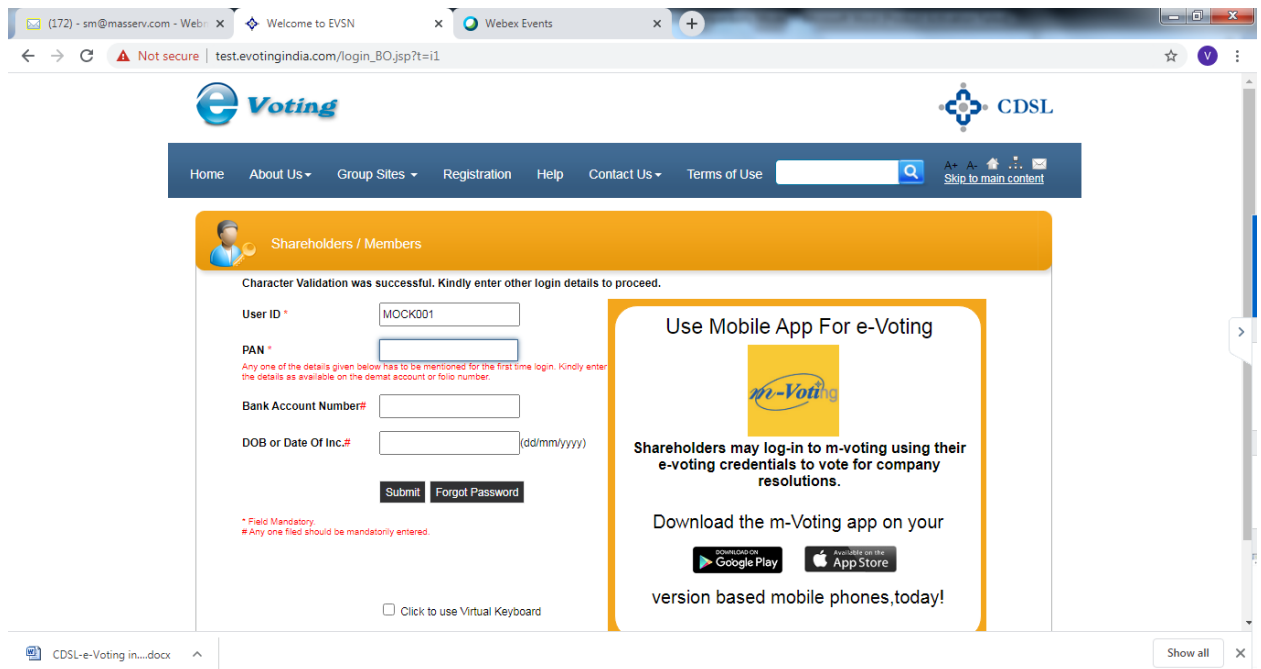 (172) - sm@masserv.com - Webm
Welcome to EVSN
Webex Events
Not secure | test.evotingindia.com/login_BO.jsp?t=i1
V
e Voting
CDSL
Home About Us Group Sites Registration Help Contact Us Terms of Use
A+ A-
Skip to main content
Shareholders / Members
Character Validation was successful. Kindly enter other login details to proceed.
User ID * MOCK001
PAN *
Any one of the details given below has to be mentioned for the first time login. Kindly enter
the details as available on the demat account or folio number.
Bank Account Number#
DOB or Date Of Inc.# (dd/mm/yyyy)
Submit Forgot Password
* Field Mandatory.
# Any one filed should be mandatorily entered.
Click to use Virtual Keyboard
Use Mobile App For e-Voting
m-Voting
Shareholders may log-in to m-voting using their
e-voting credentials to vote for company
resolutions.
Download the m-Voting app on your
DOWNLOAD ON
Google Play
Available on the
App Store
version based mobile phones,today!
CDSL-e-Voting in....docx
Show all